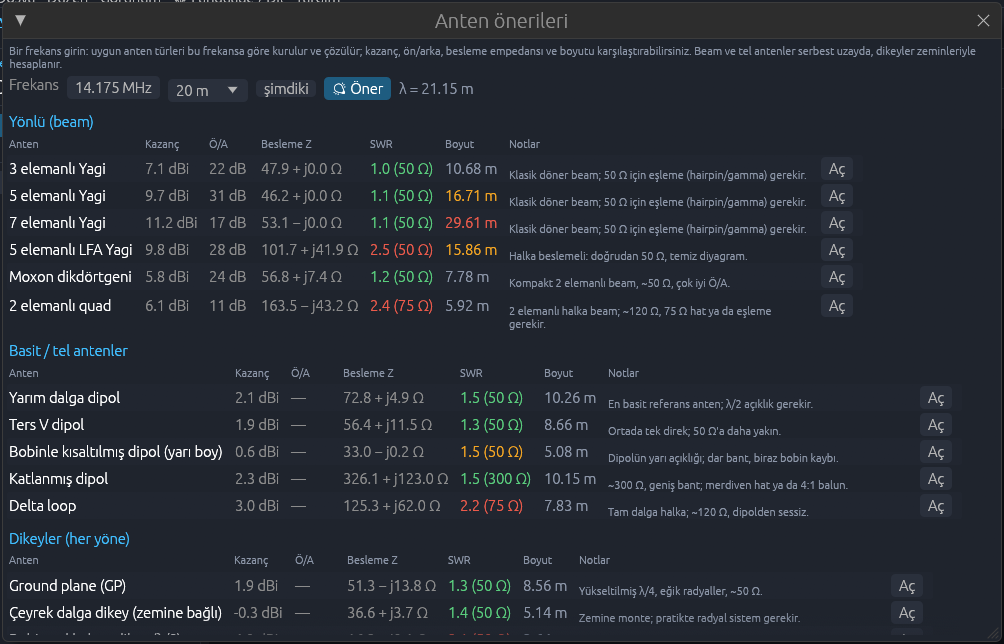 Anten önerileri
Bir frekans girin: uygun anten türleri bu frekansa göre kurulur ve çözülür; kazanç, ön/arka, besleme empedansı ve boyutu karşılaştırabilirsiniz. Beam ve tel antenler serbest uzayda, dikeyler zeminleriyle
hesaplanır.
Frekans 14.175 MHz 20 m ▼ şimdiki Öner λ = 21.15 m
Yönlü (beam)
Anten Kazanç Ö/A Besleme Z SWR Boyut Notlar
3 elemanlı Yagi 7.1 dBi 22 dB 47.9 + j0.0 Ω 1.0 (50 Ω) 10.68 m Klasik döner beam; 50 Ω için eşleme (hairpin/gamma) gerekir. Aç
5 elemanlı Yagi 9.7 dBi 31 dB 46.2 + j0.0 Ω 1.1 (50 Ω) 16.71 m Klasik döner beam; 50 Ω için eşleme (hairpin/gamma) gerekir. Aç
7 elemanlı Yagi 11.2 dBi 17 dB 53.1 − j0.0 Ω 1.1 (50 Ω) 29.61 m Klasik döner beam; 50 Ω için eşleme (hairpin/gamma) gerekir. Aç
5 elemanlı LFA Yagi 9.8 dBi 28 dB 101.7 + j41.9 Ω 2.5 (50 Ω) 15.86 m Halka beslemeli: doğrudan 50 Ω, temiz diyagram. Aç
Moxon dikdörtgeni 5.8 dBi 24 dB 56.8 + j7.4 Ω 1.2 (50 Ω) 7.78 m Kompakt 2 elemanlı beam, ~50 Ω, çok iyi Ö/A. Aç
2 elemanlı quad 6.1 dBi 11 dB 163.5 − j43.2 Ω 2.4 (75 Ω) 5.92 m 2 elemanlı halka beam; ~120 Ω, 75 Ω hat ya da eşleme Aç
gerekir.
Basit / tel antenler
Anten Kazanç Ö/A Besleme Z SWR Boyut Notlar
Yarım dalga dipol 2.1 dBi — 72.8 + j4.9 Ω 1.5 (50 Ω) 10.26 m En basit referans anten; λ/2 açıklık gerekir. Aç
Ters V dipol 1.9 dBi — 56.4 + j11.5 Ω 1.3 (50 Ω) 8.66 m Ortada tek direk; 50 Ω'a daha yakın. Aç
Bobinle kısaltılmış dipol (yarı boy) 0.6 dBi — 33.0 − j0.2 Ω 1.5 (50 Ω) 5.08 m Dipolün yarı açıklığı; dar bant, biraz bobin kaybı. Aç
Katlanmış dipol 2.3 dBi — 326.1 + j123.0 Ω 1.5 (300 Ω) 10.15 m ~300 Ω, geniş bant; merdiven hat ya da 4:1 balun. Aç
Delta loop 3.0 dBi — 125.3 + j62.0 Ω 2.2 (75 Ω) 7.83 m Tam dalga halka; ~120 Ω, dipolden sessiz. Aç
Dikeyler (her yöne)
Anten Kazanç Ö/A Besleme Z SWR Boyut Notlar
Ground plane (GP) 1.9 dBi — 51.3 − j13.8 Ω 1.3 (50 Ω) 8.56 m Yükseltilmiş λ/4, eğik radyaller, ~50 Ω. Aç
Çeyrek dalga dikey (zemine bağlı) -0.3 dBi — 36.6 + j3.7 Ω 1.4 (50 Ω) 5.14 m Zemine monte; pratikte radyal sistem gerekir. Aç